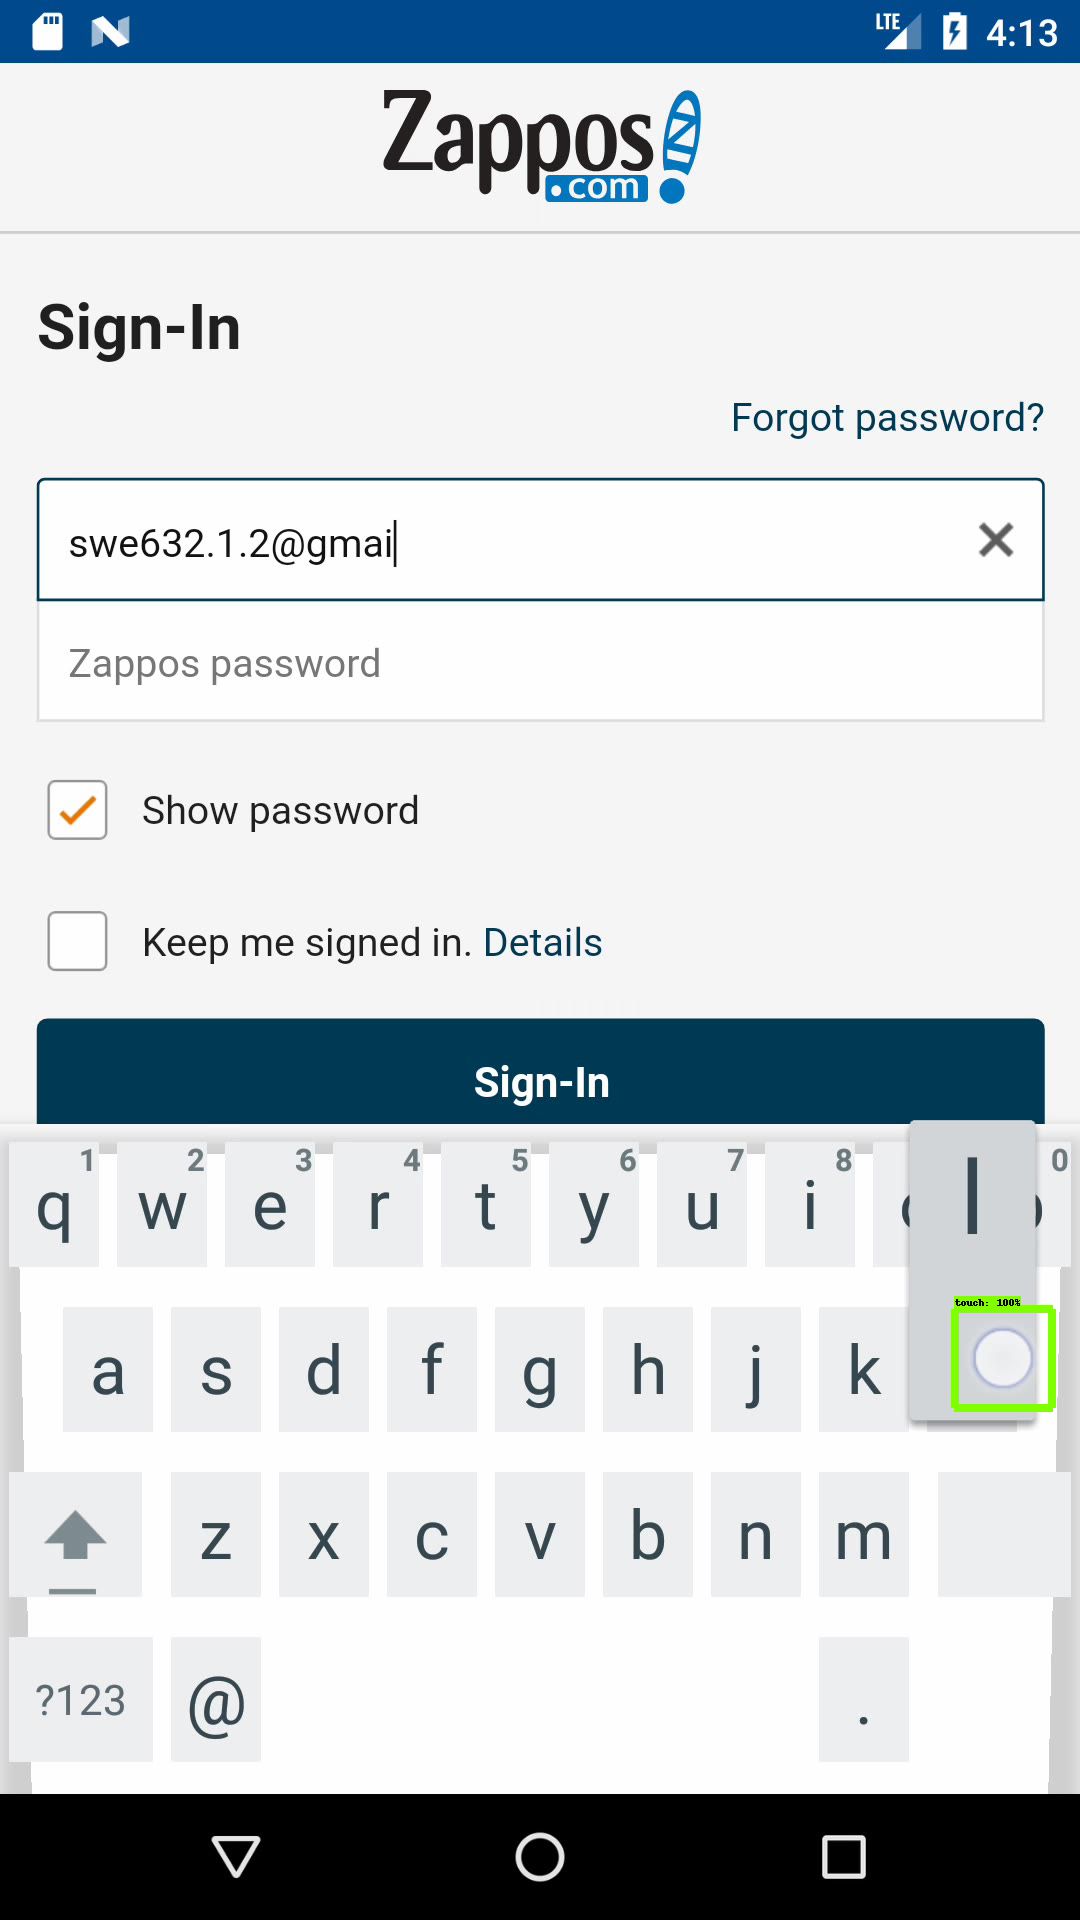 LTE 4:13
Zappos
.com
Sign-In
Forgot password?
swe632.1.2@gmai
Zappos password
Show password
Keep me signed in. Details
Sign-In
1 2 3 4 5 6 7 8 0
q w e r t y u i
l
touch: 100%
a s d f g h j k
z x c v b n m
?123 @ .